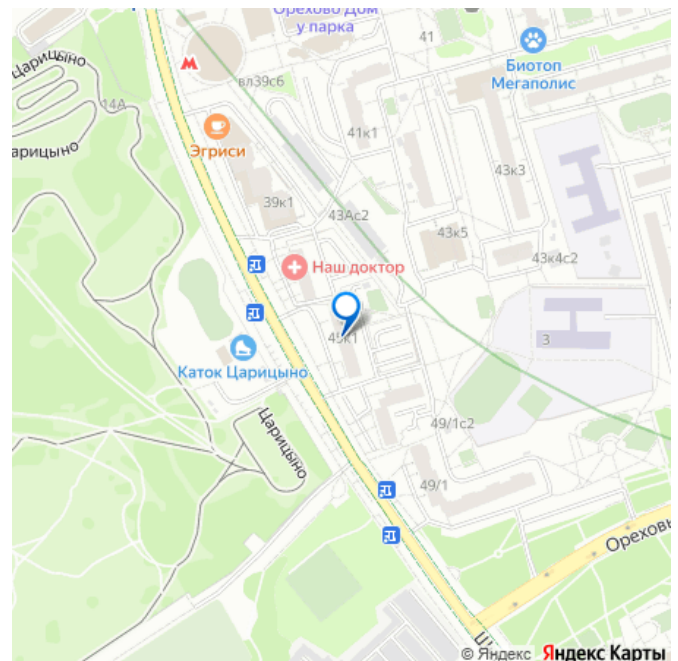 Орехово Дом
у парка
41
Царицыно
Биотоп
Мегаполис
вл39с6
14А
41к1
Царицыно
Эгриси
43к3
39к1
43Ас2
43к5
43к4с2
Наш доктор
45к1
3
Каток Царицыно
Царицыно
49/1с2
49/1
Орехов
Ш
© Яндекс Яндекс Карты